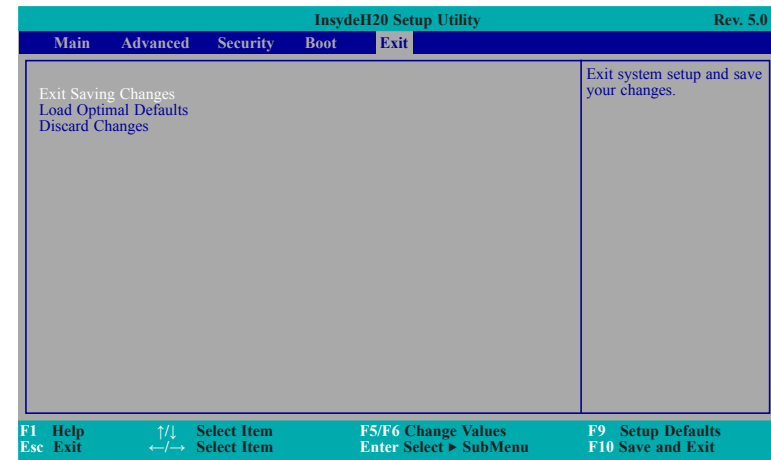 InsydeH20 Setup Utility Rev. 5.0
Main Advanced Security Boot Exit
Exit Saving Changes
Load Optimal Defaults
Discard Changes
Exit system setup and save
your changes.
F1 Help ↑/↓ Select Item F5/F6 Change Values F9 Setup Defaults
Esc Exit ←/→ Select Item Enter Select ► SubMenu F10 Save and Exit